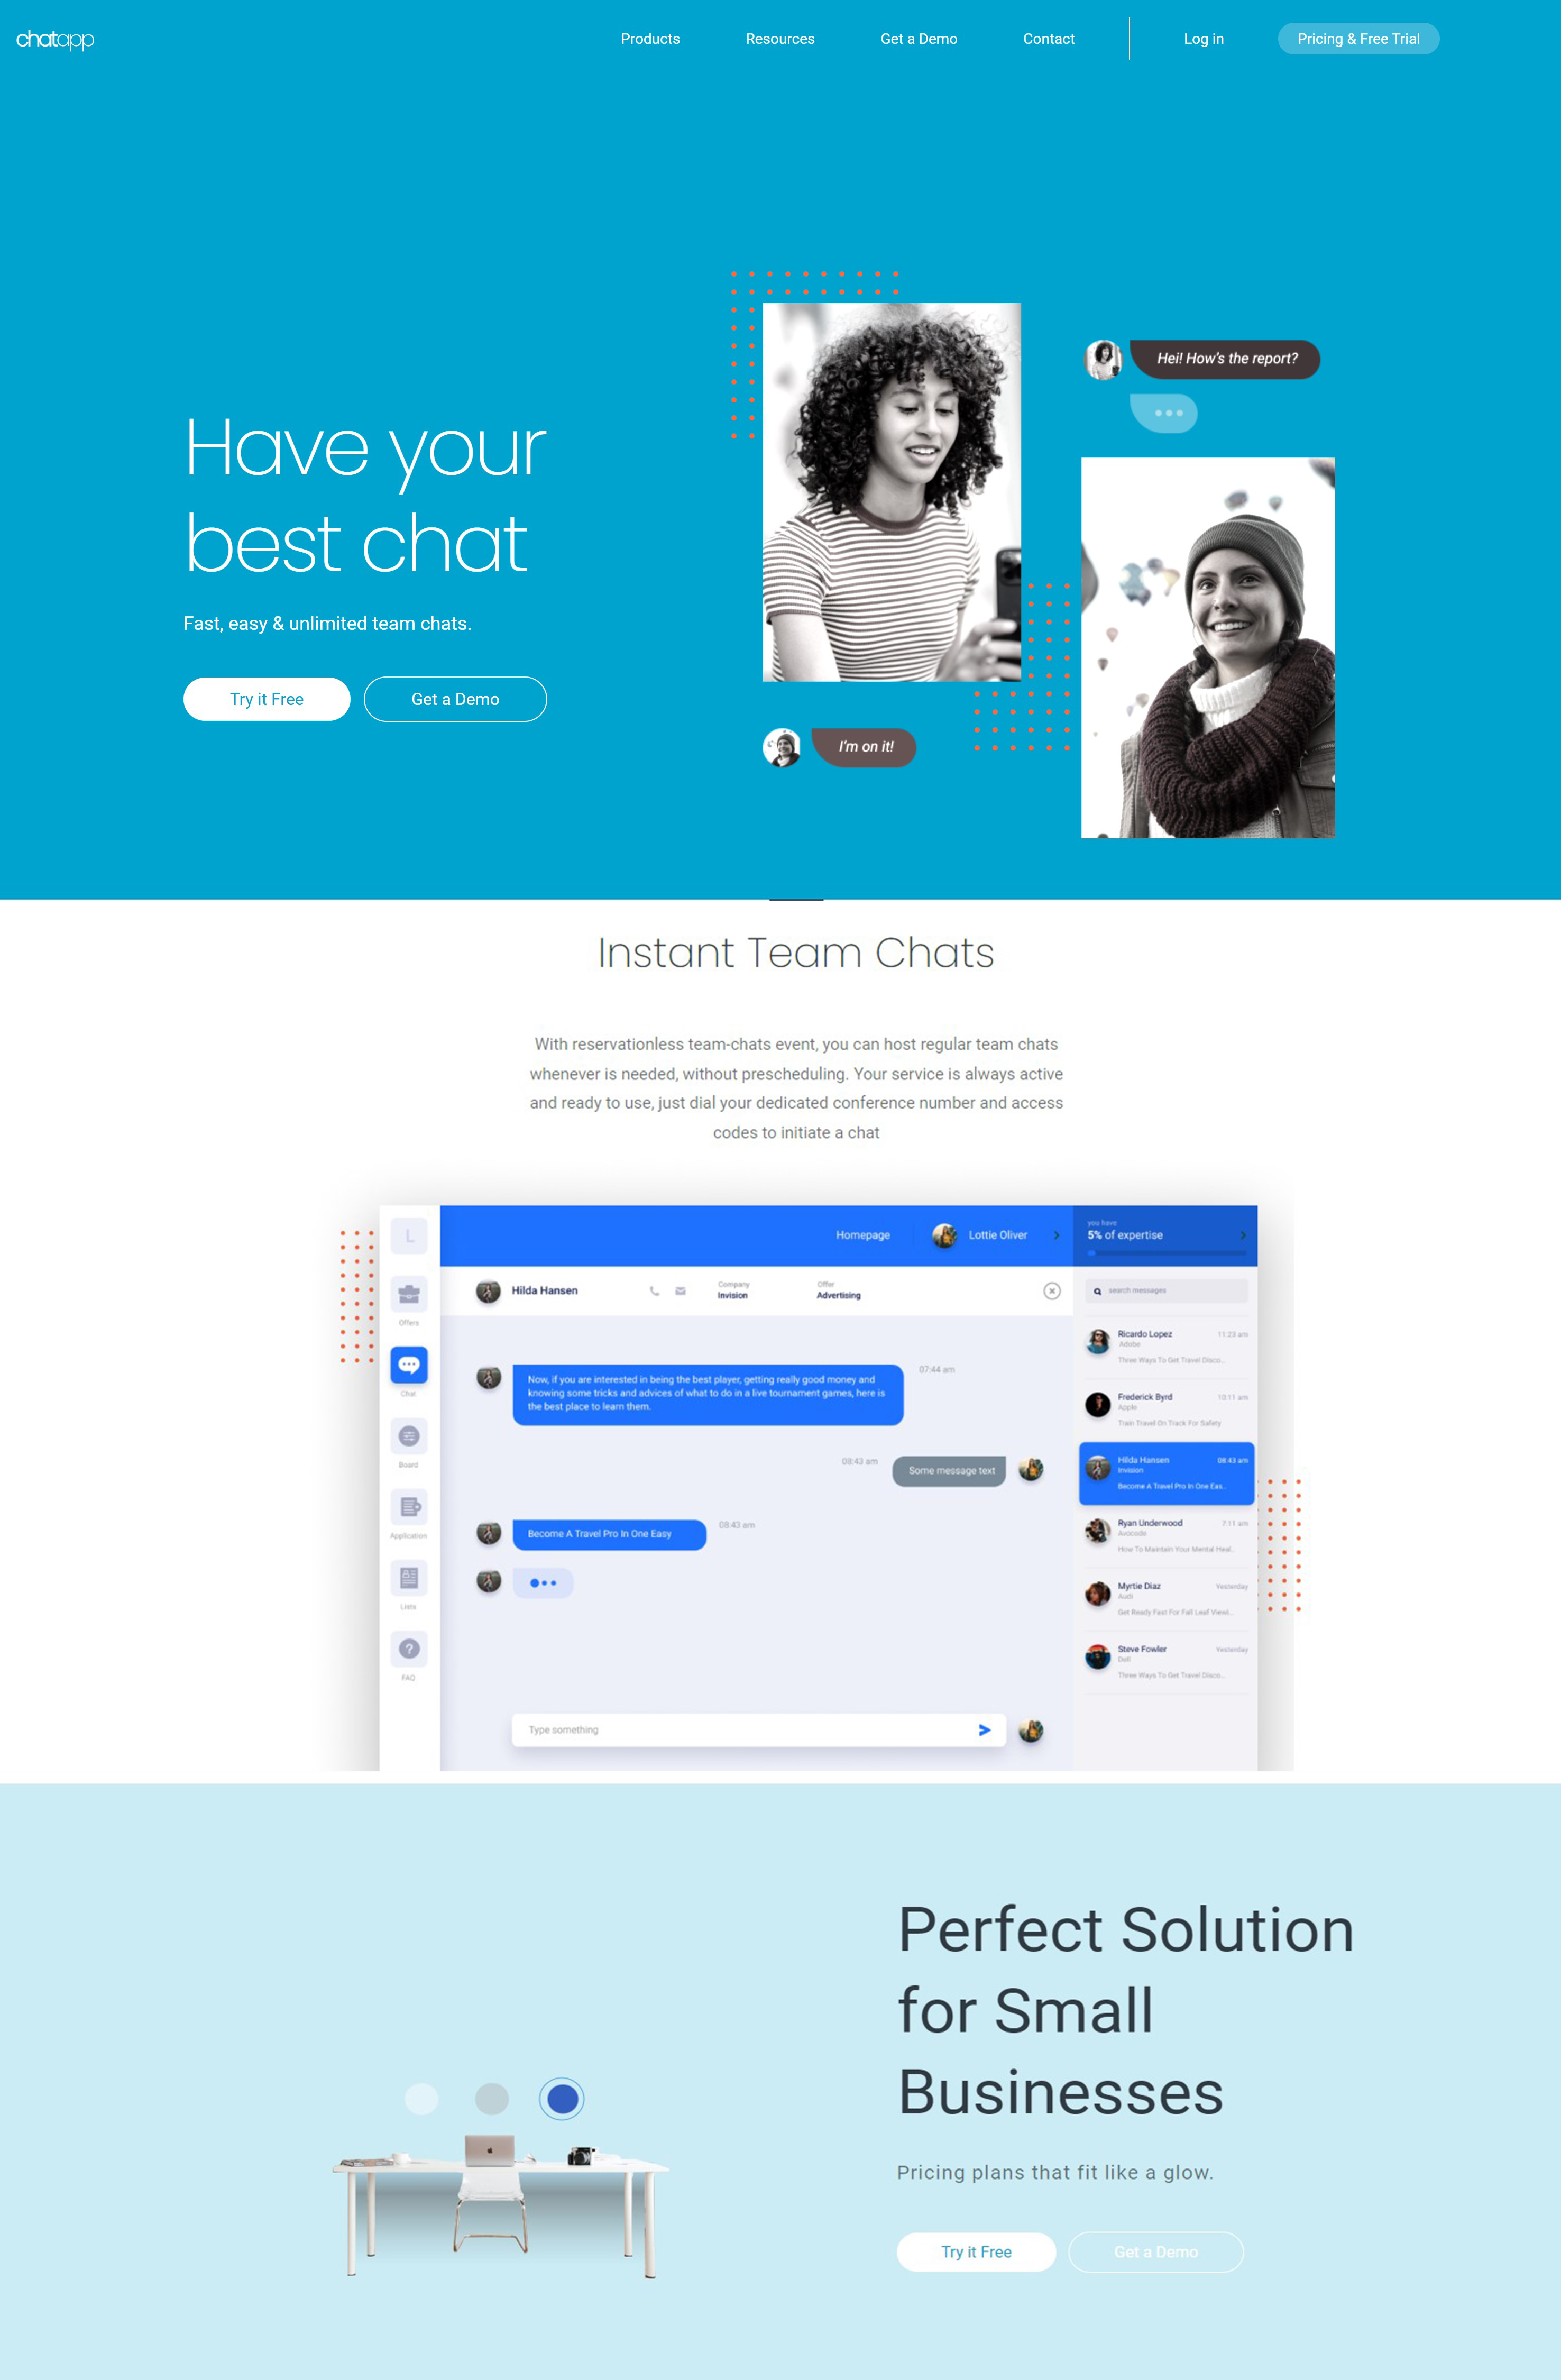 chatapp
Products
Resources
Get a Demo
Contact
Log in
Pricing & Free Trial
Have your
best chat
Fast, easy & unlimited team chats.
Try it Free
Get a Demo
Hei! How's the report?
I'm on it!
Instant Team Chats
With reservationless team-chats event, you can host regular team chats
whenever is needed, without prescheduling. Your service is always active
and ready to use, just dial your dedicated conference number and access
codes to initiate a chat
L
Offers
Chat
Board
Application
Lists
FAQ
Homepage
Lottie Oliver
you have
5% of expertise
Hilda Hansen
Company
Invision
Offer
Advertising
search messages
Now, if you are interested in being the best player, getting really good money and
knowing some tricks and advices of what to do in a live tournament games, here is
the best place to learn them.
07:44 am
08:43 am
Some message text
Become A Travel Pro In One Easy
08:43 am
Type something
Ricardo Lopez
11:23 am
Adobe
Three Ways To Get Travel Disco...
Frederick Byrd
10:11 am
Apple
Train Travel On Track For Safety
Hilda Hansen
08:43 am
Invision
Become A Travel Pro In One Eas..
Ryan Underwood
7:11 am
Avocode
How To Maintain Your Mental Heal..
Myrtie Diaz
Yesterday
Audi
Get Ready Fast For Fall Leaf Viewi..
Steve Fowler
Yesterday
Dell
Three Ways To Get Travel Disco...
Perfect Solution
for Small
Businesses
Pricing plans that fit like a glow.
Try it Free
Get a Demo